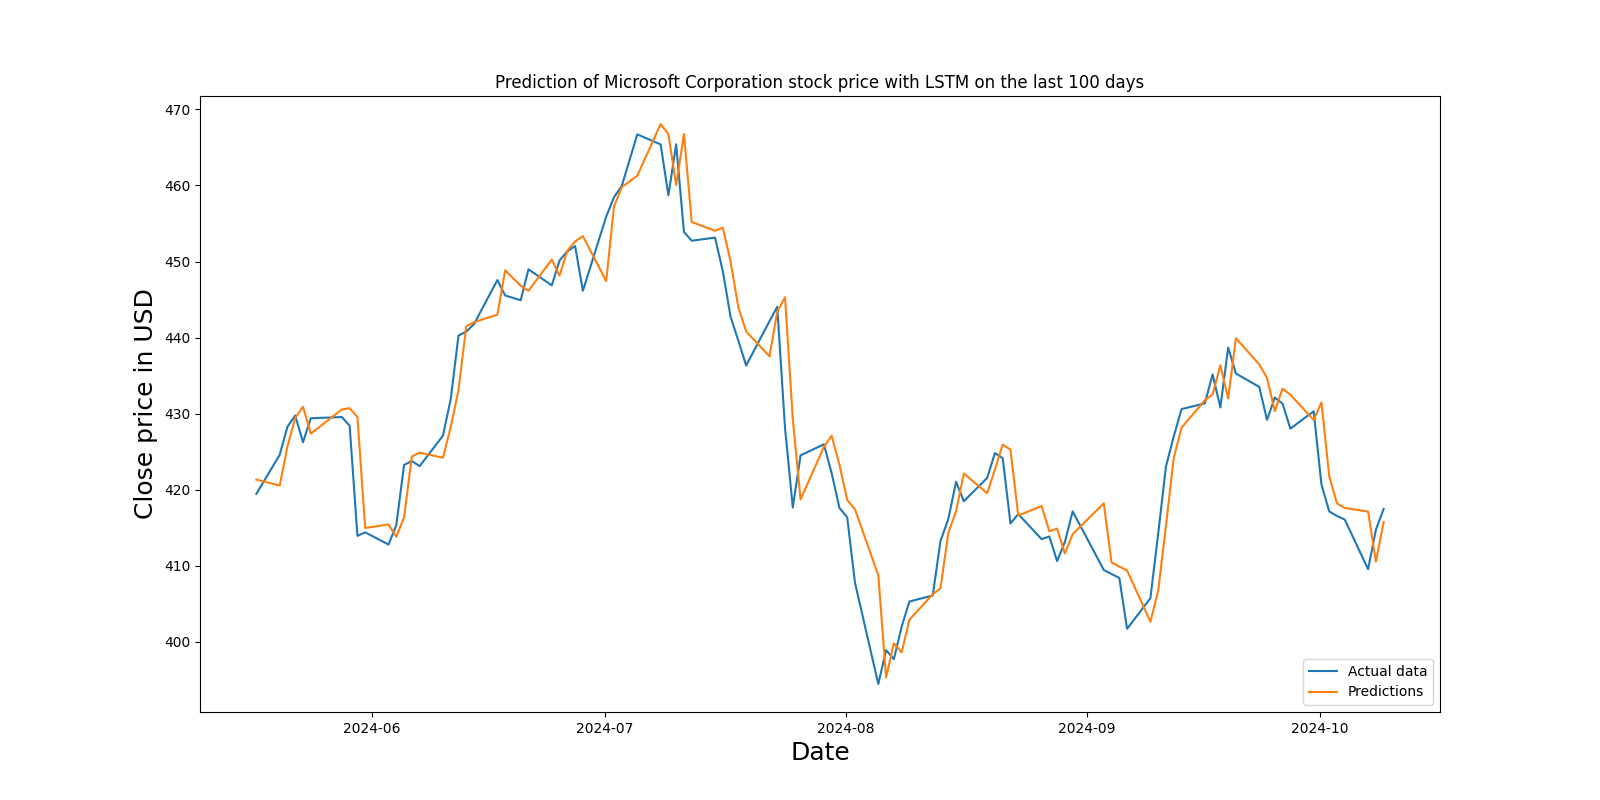 Prediction of Microsoft Corporation stock price with LSTM on the last 100 days
470
460
450
440
430
420
410
400
Close price in USD
2024-06
2024-07
2024-08
2024-09
2024-10
Date
Actual data
Predictions